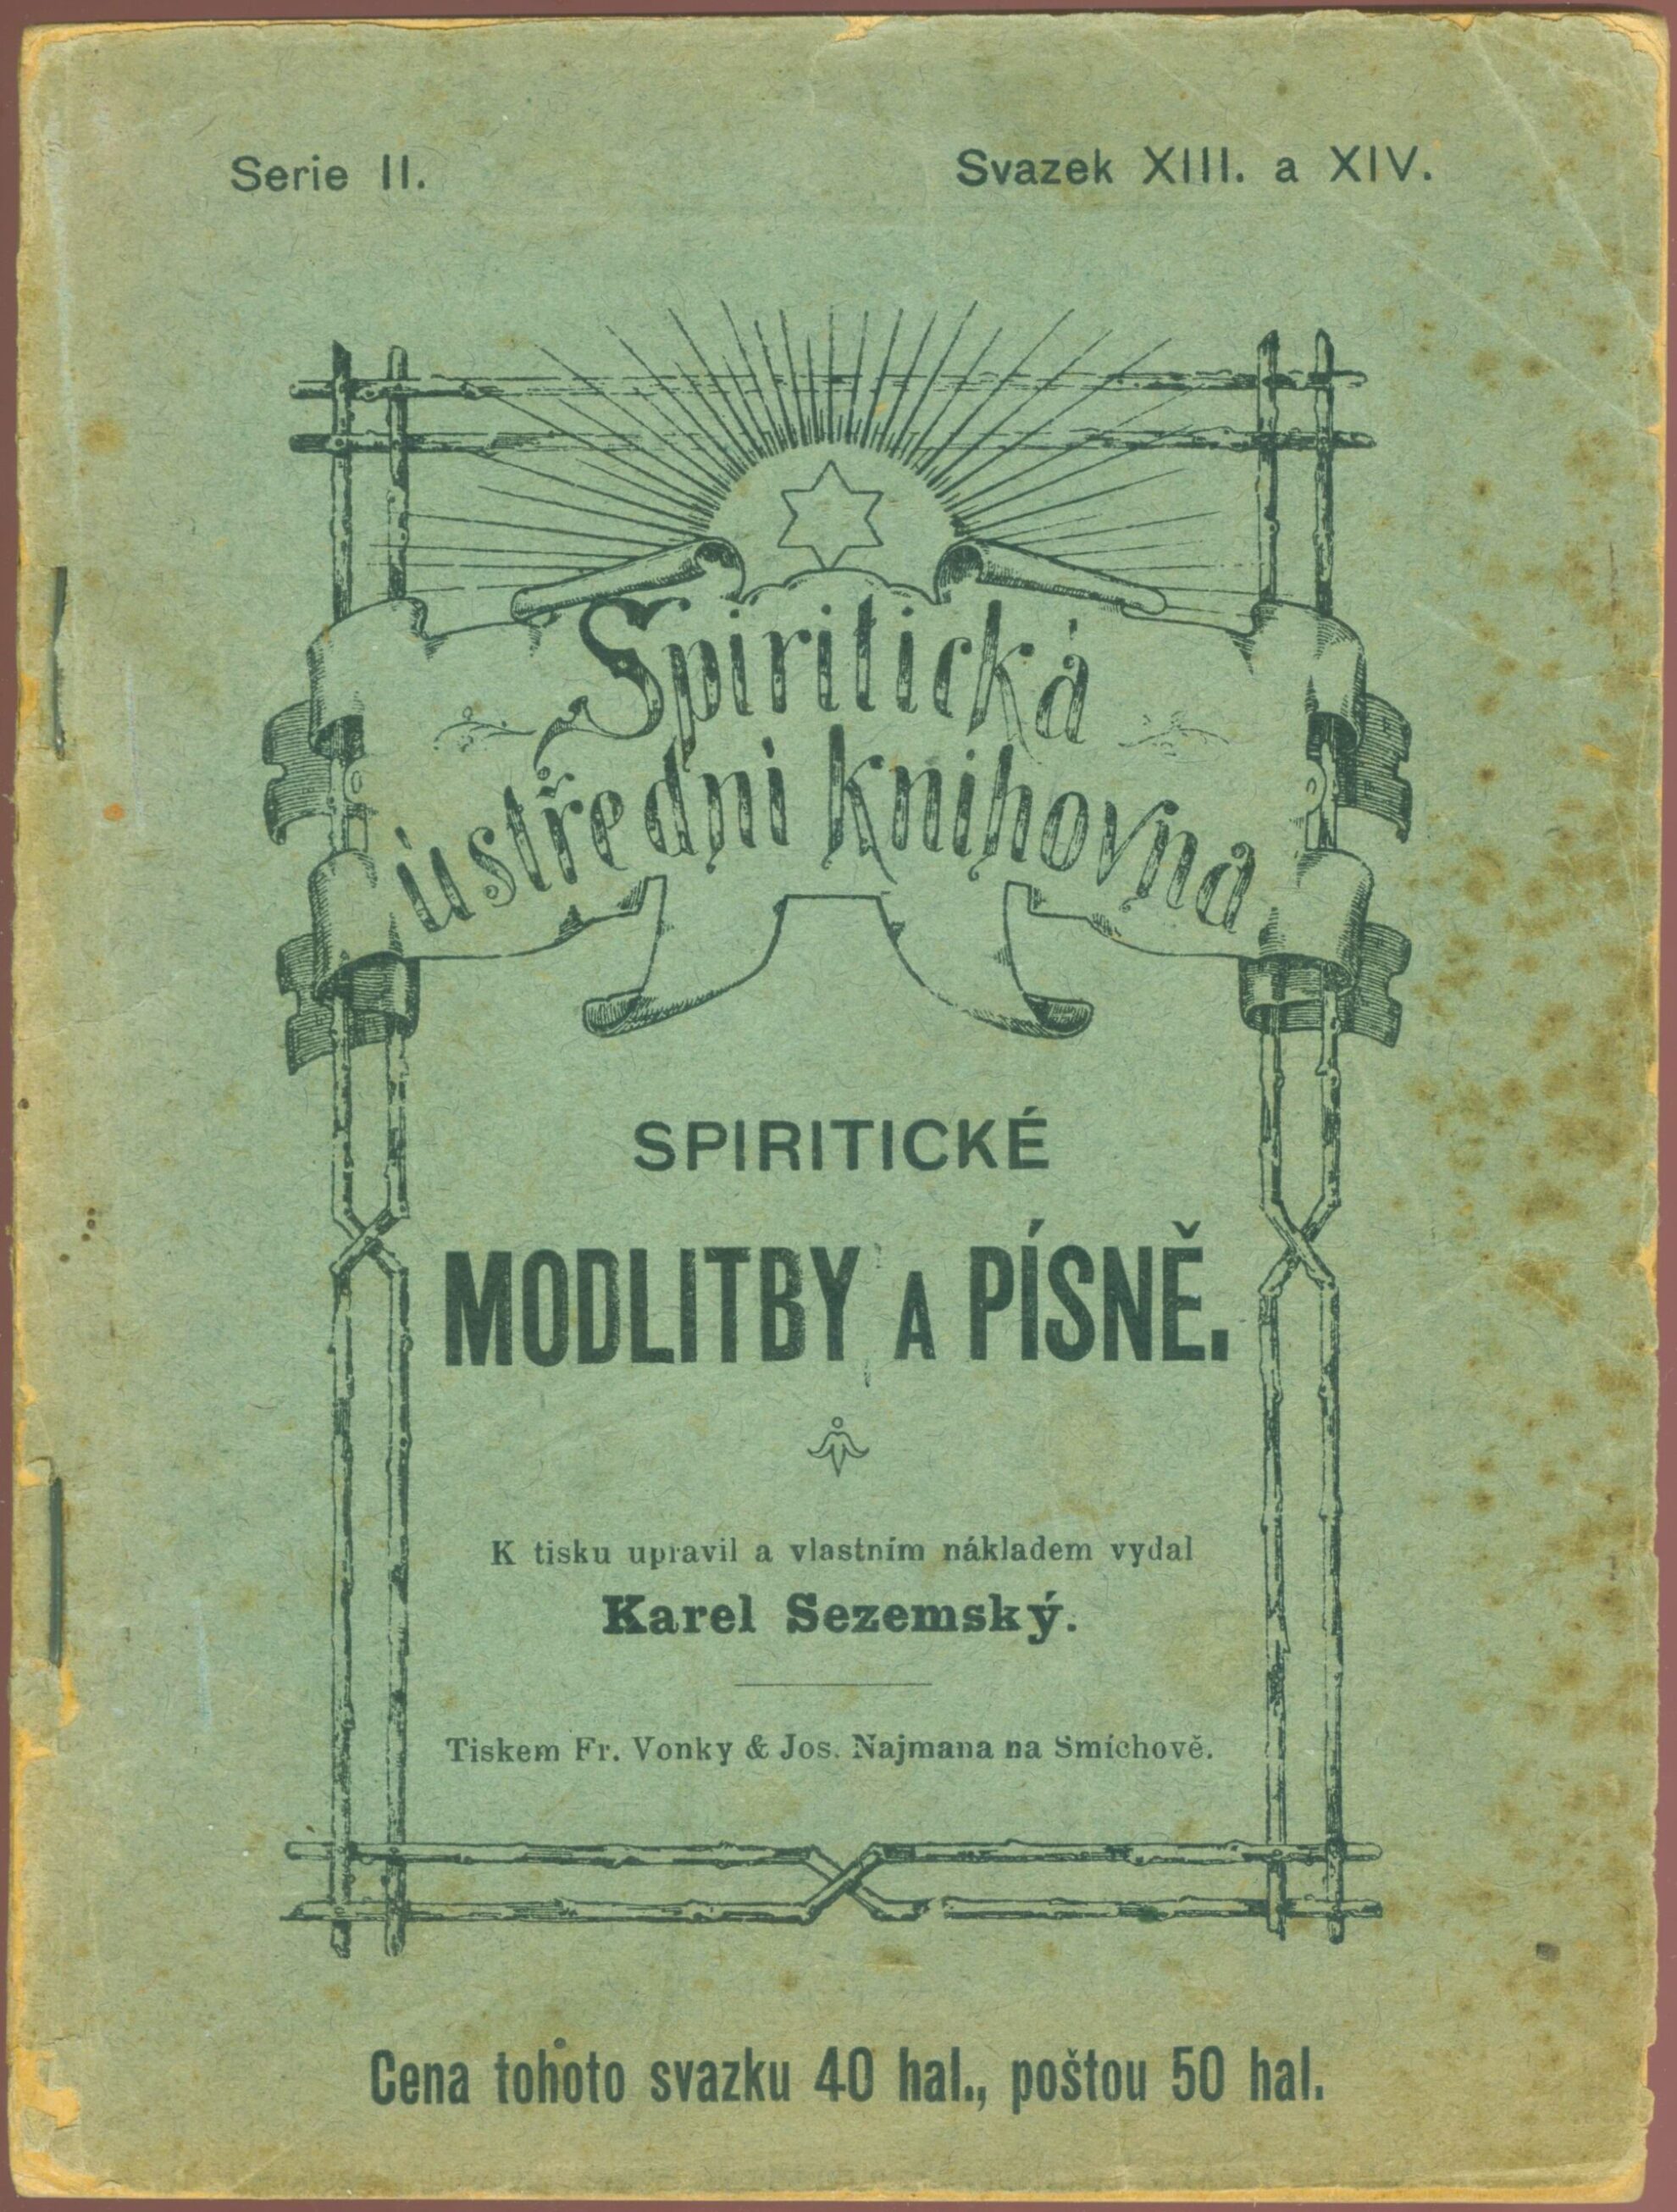 Serie II.
Svazek XIII. a XIV.
Spiritická
ústřední knihovna
SPIRITICKÉ
MODLITBY A PÍSNĚ.
K tisku upravil a vlastním nákladem vydal
Karel Sezemský.
Tiskem Fr. Vonky & Jos. Najmana na Smíchově.
Cena tohoto svazku 40 hal., poštou 50 hal.